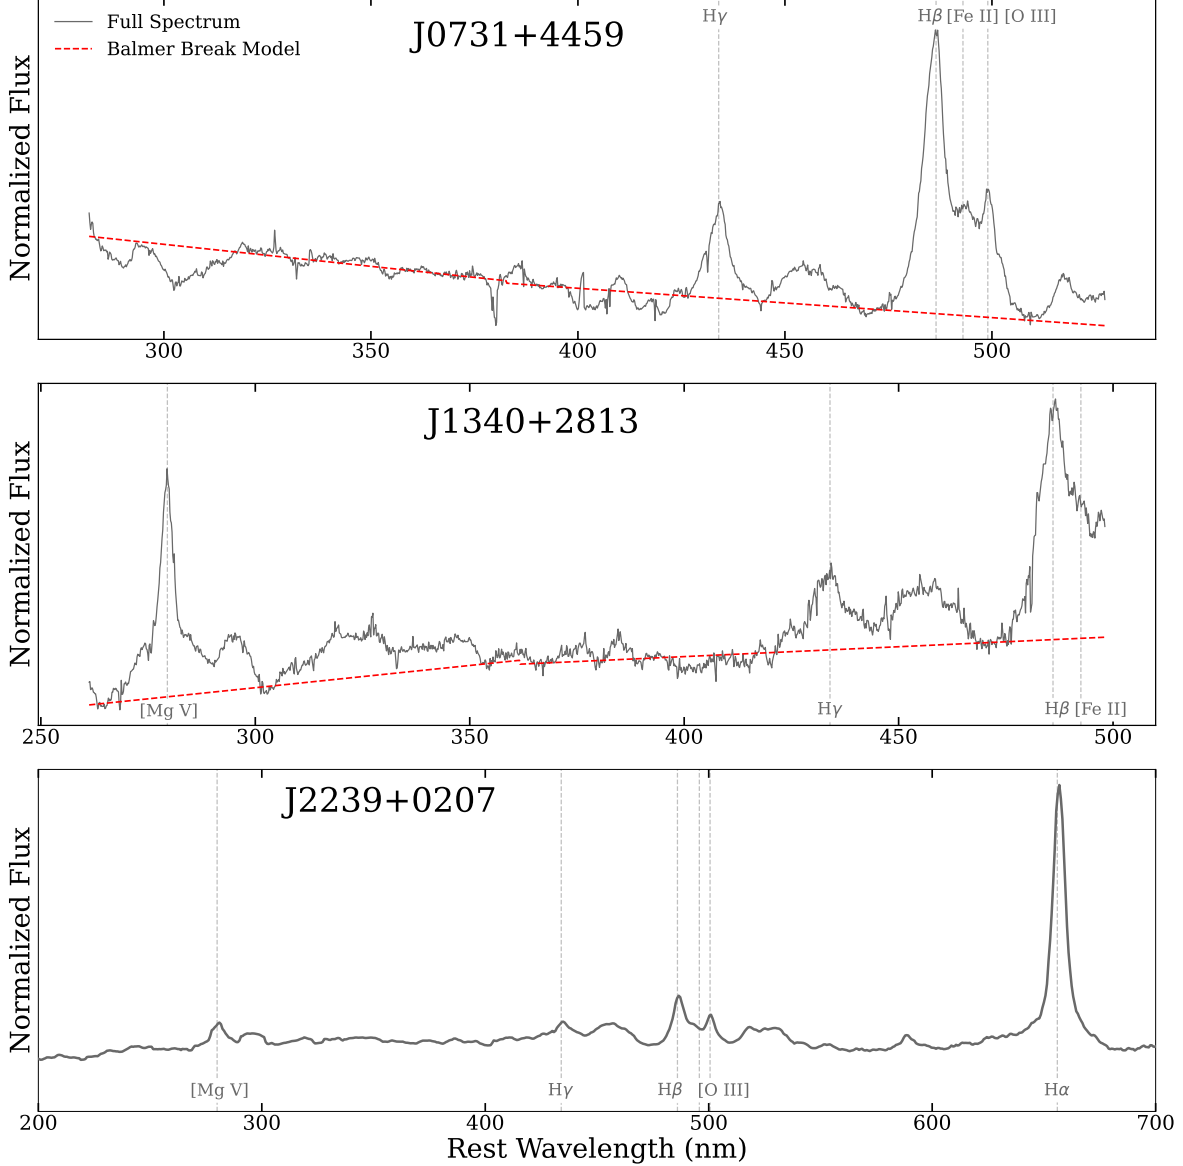 Full Spectrum
Balmer Break Model
J0731+4459
Hγ
Hβ [Fe II] [O III]
Normalized Flux
300 350 400 450 500
J1340+2813
Normalized Flux
[Mg V] Hγ Hβ [Fe II]
250 300 350 400 450 500
J2239+0207
Normalized Flux
[Mg V] Hγ Hβ [O III] Hα
200 300 400 500 600 700
Rest Wavelength (nm)